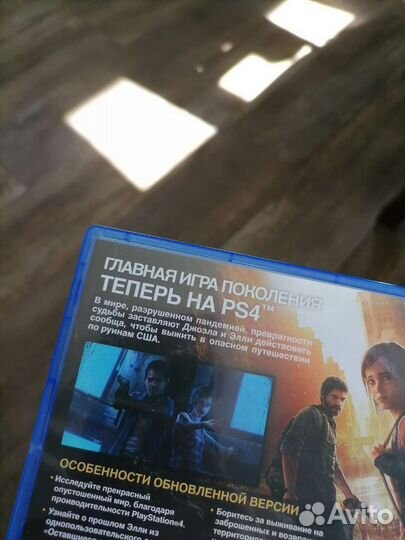 ГЛАВНАЯ ИГРА ПОКОЛЕНИЯ
ТЕПЕРЬ НА PS4™
В мире, разрушенном пандемией, превратности
судьбы заставляют Джоэла и Элли действовать
сообща, чтобы выжить в опасном путешествии
по руинам США.
ОСОБЕННОСТИ ОБНОВЛЕННОЙ ВЕРСИИ
• Исследуйте прекрасный
опустошенный мир, благодаря
производительности PlayStation®4.
• Узнайте о прошлом Элли из
однопользовательского
«Оставшиеся
• Боритесь за выживание на
заброшенных и
территориях
Avito